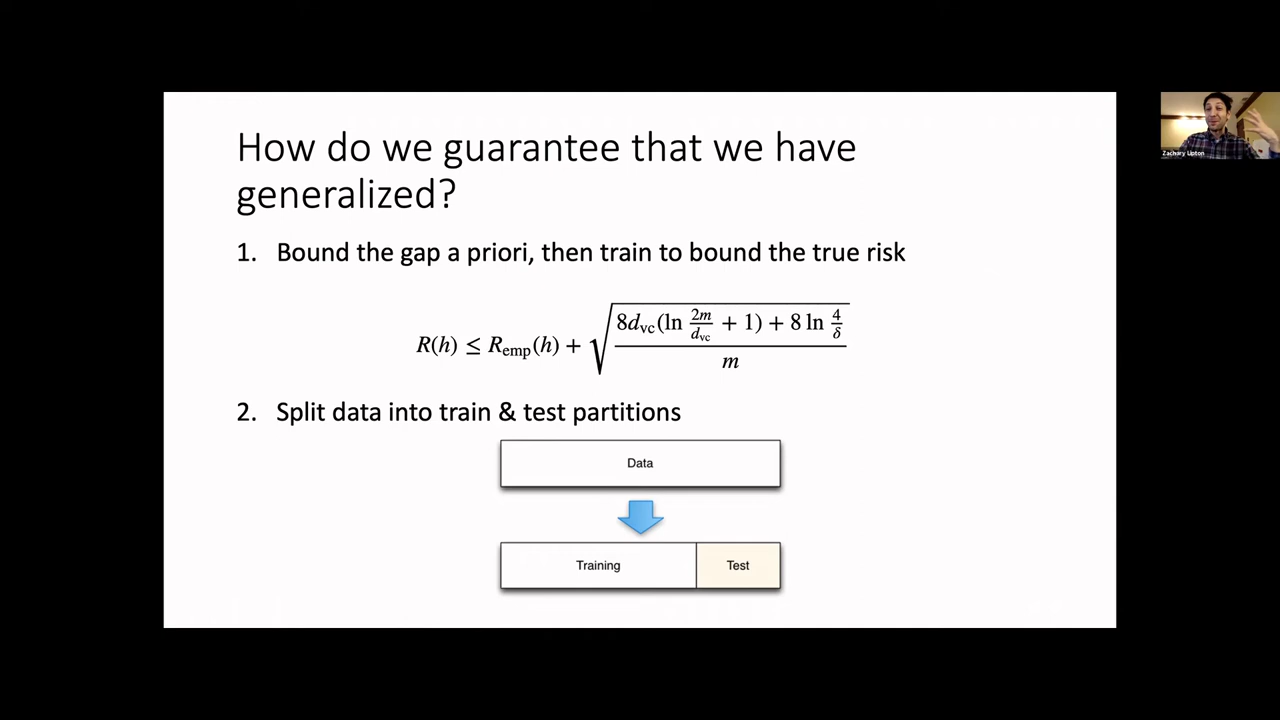 How do we guarantee that we have
generalized?
1. Bound the gap a priori, then train to bound the true risk
R(h) ≤ R_emp(h) + √((8d_vc(ln 2m/d_vc + 1) + 8 ln 4/δ)/m)
2. Split data into train & test partitions
Data
Training Test
Zachary Lipton